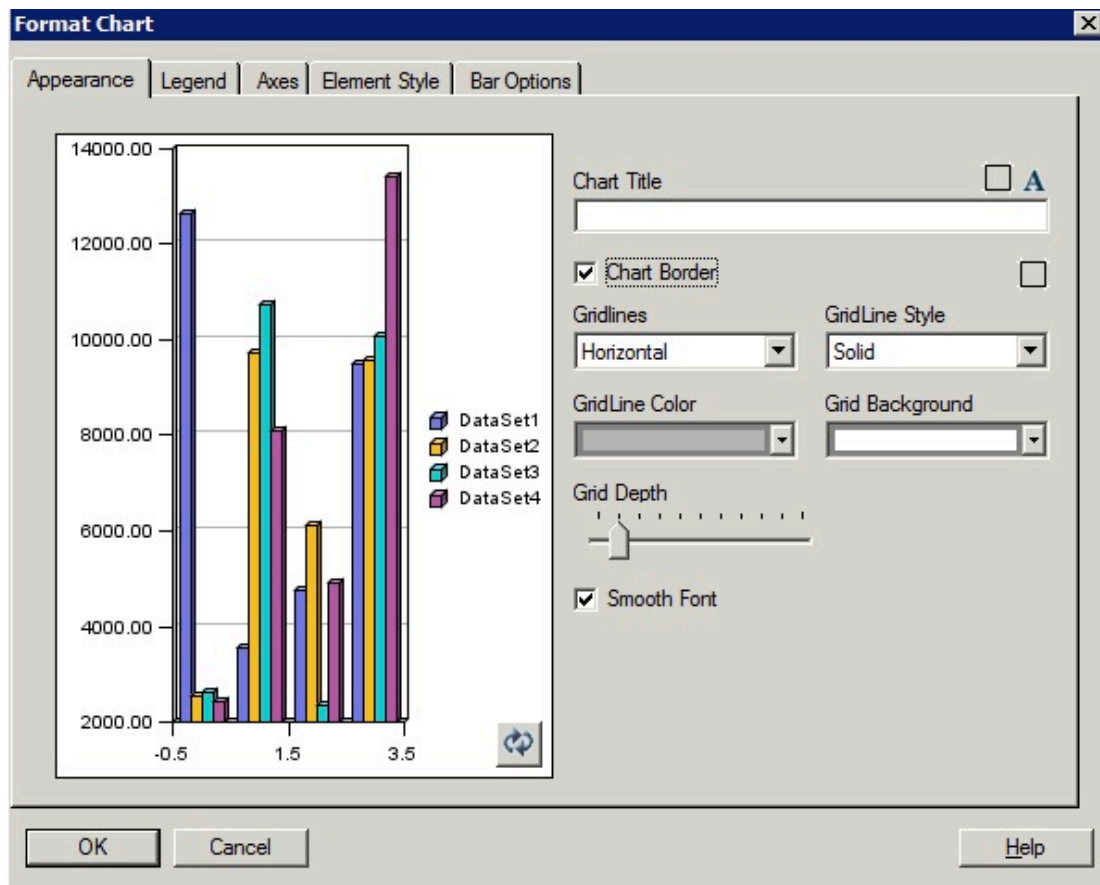 Format Chart
Appearance
Legend
Axes
Element Style
Bar Options
14000.00
12000.00
10000.00
8000.00
6000.00
4000.00
2000.00
-0.5
1.5
3.5
DataSet1
DataSet2
DataSet3
DataSet4
Chart Title
A
Chart Border
Gridlines
GridLine Style
Horizontal
Solid
GridLine Color
Grid Background
Grid Depth
Smooth Font
OK
Cancel
Help